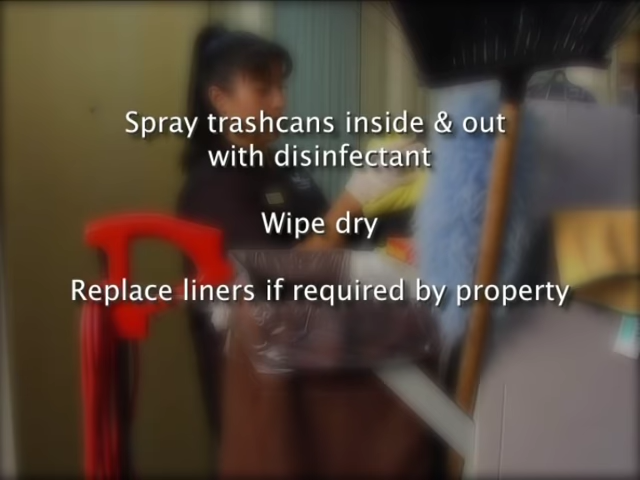 Spray trashcans inside & out
with disinfectant
Wipe dry
Replace liners if required by property